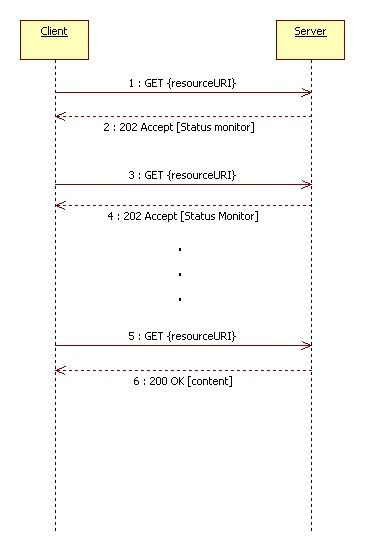 Client
Server
1 : GET {resourceURI}
2 : 202 Accept [Status monitor]
3 : GET {resourceURI}
4 : 202 Accept [Status Monitor]
5 : GET {resourceURI}
6 : 200 OK [content]